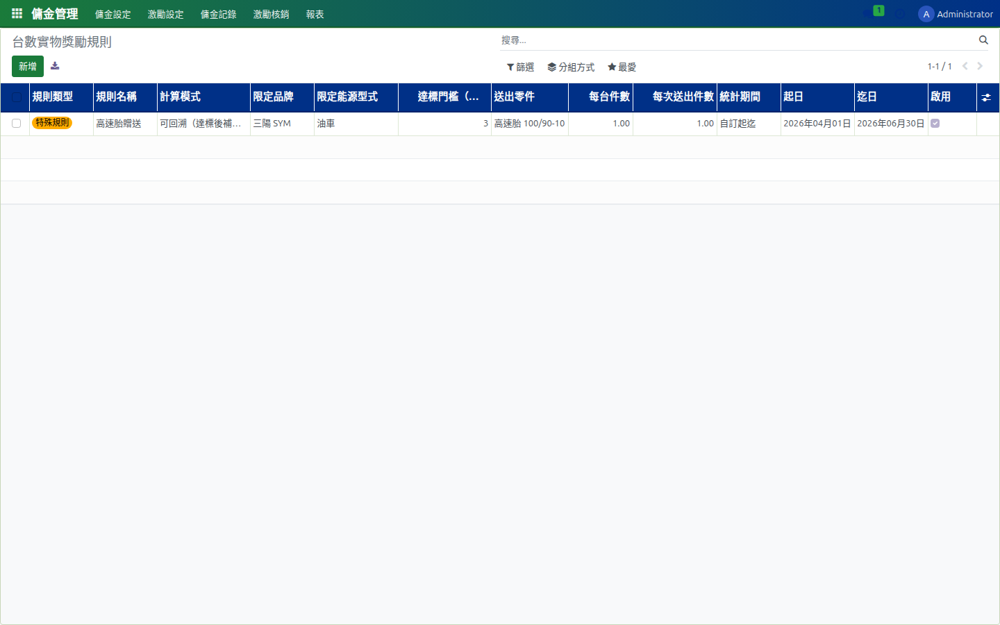 傭金管理 傭金設定 激勵設定 傭金記錄 激勵核銷 報表 1 A Administrator
台數實物獎勵規則 搜尋...
新增 篩選 分組方式 最愛 1-1 / 1
規則類型 規則名稱 計算模式 限定品牌 限定能源型式 達標門檻（... 送出零件 每台件數 每次送出件數 統計期間 起日 迄日 啟用
特殊規則 高速胎贈送 可回溯（達標後補... 三陽 SYM 油車 3 高速胎 100/90-10 1.00 1.00 自訂起迄 2026年04月01日 2026年06月30日